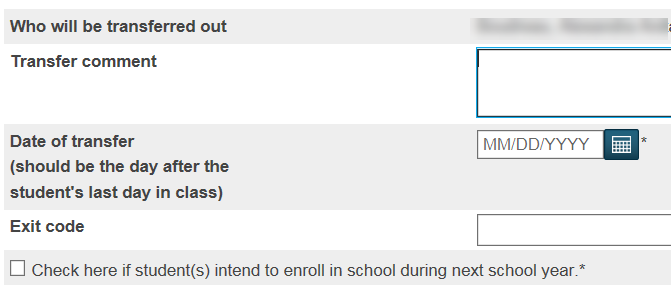 Who will be transferred out
Transfer comment
Date of transfer
(should be the day after the
student's last day in class)
MM/DD/YYYY *
Exit code
Check here if student(s) intend to enroll in school during next school year.*